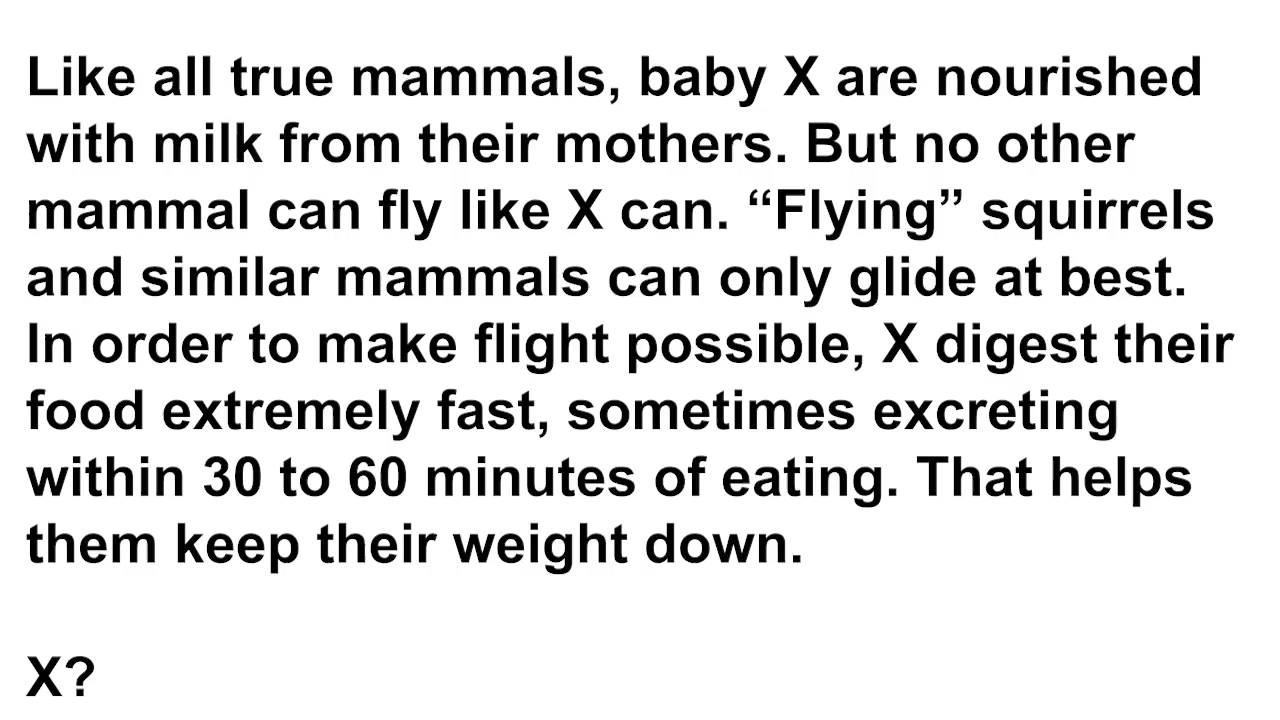 Like all true mammals, baby X are nourished
with milk from their mothers. But no other
mammal can fly like X can. “Flying” squirrels
and similar mammals can only glide at best.
In order to make flight possible, X digest their
food extremely fast, sometimes excreting
within 30 to 60 minutes of eating. That helps
them keep their weight down.
X?